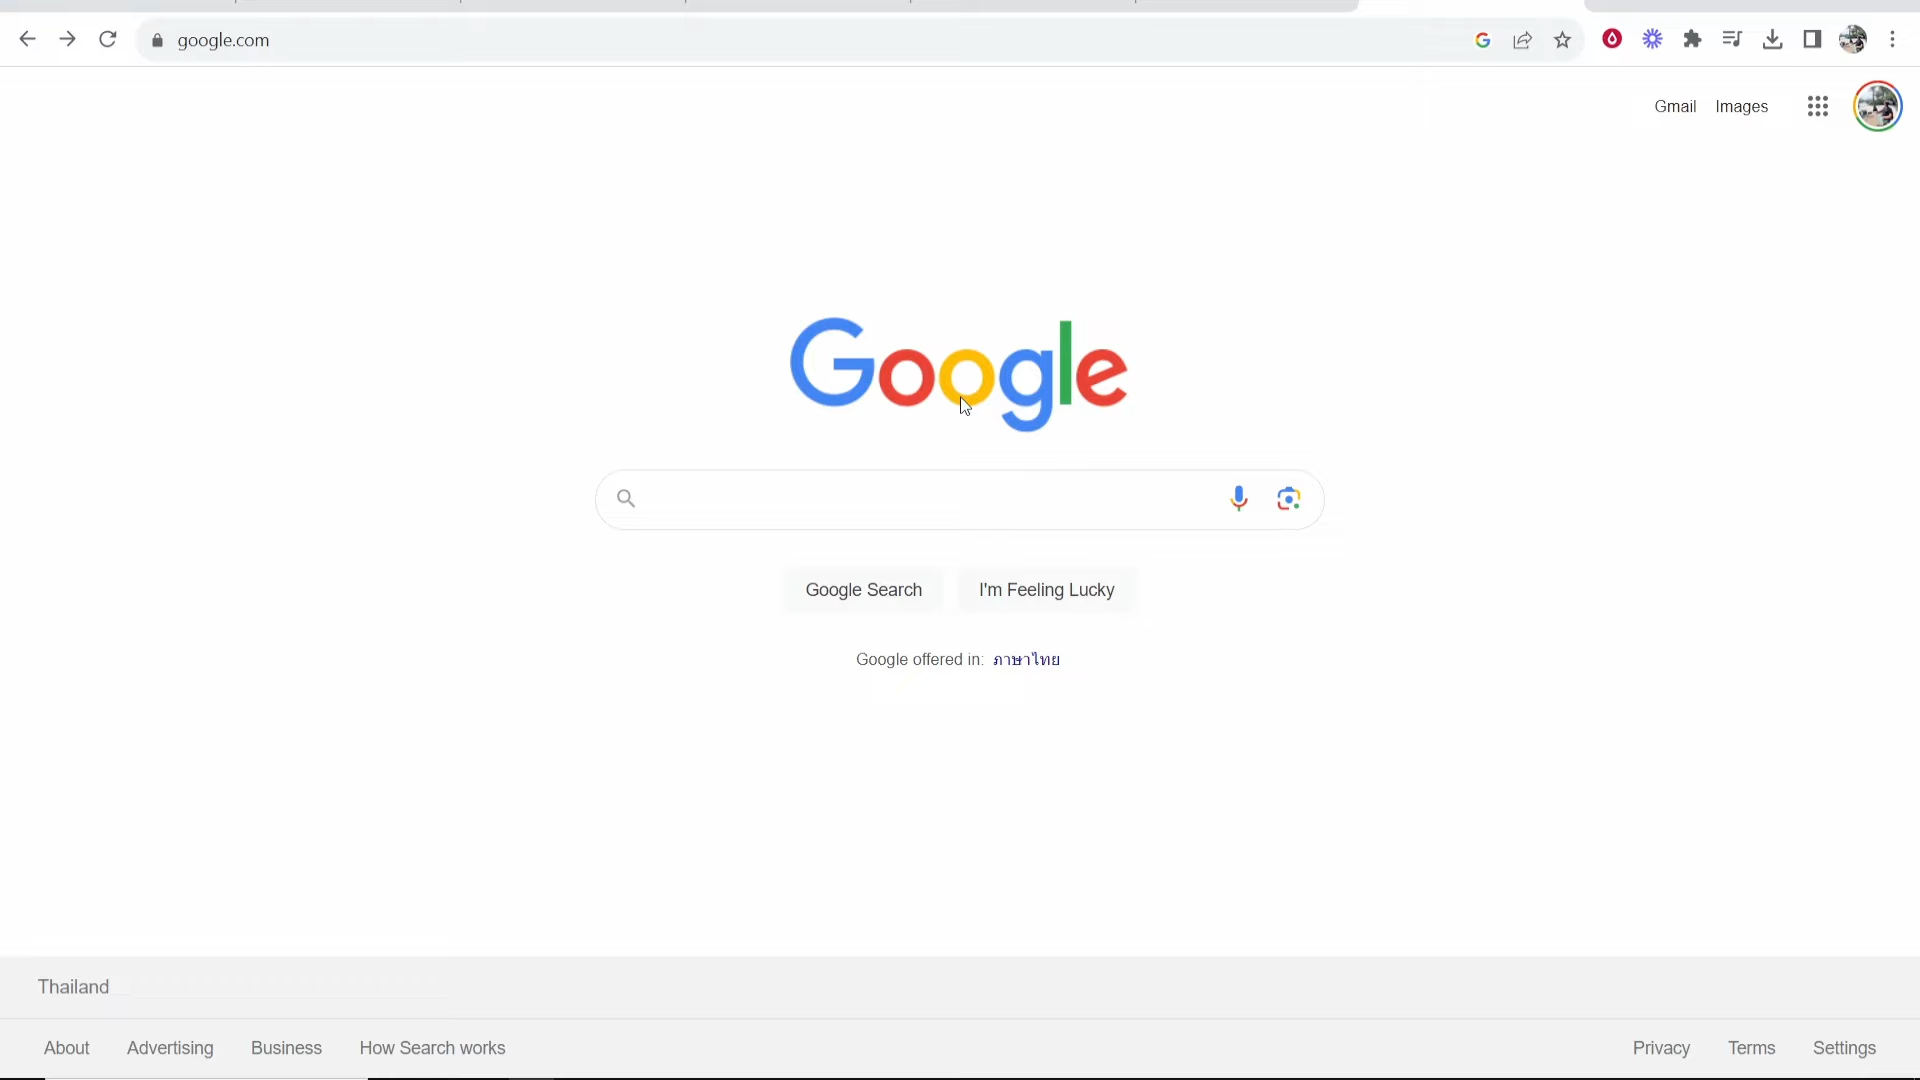 google.com
Gmail Images
Google
Google Search I'm Feeling Lucky
Google offered in: ภาษาไทย
Thailand
About Advertising Business How Search works Privacy Terms Settings